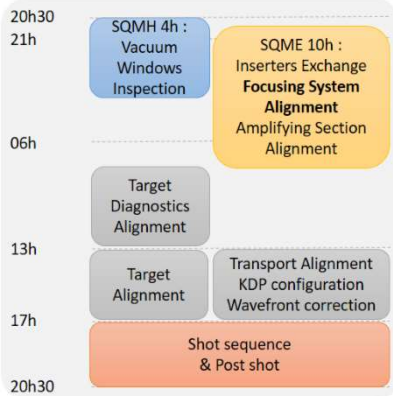 20h30
21h
SQMH 4h :
Vacuum
Windows
Inspection
SQME 10h :
Inserters Exchange
Focusing System
Alignment
Amplifying Section
Alignment
06h
Target
Diagnostics
Alignment
13h
Target
Alignment
Transport Alignment
KDP configuration
Wavefront correction
17h
Shot sequence
& Post shot
20h30